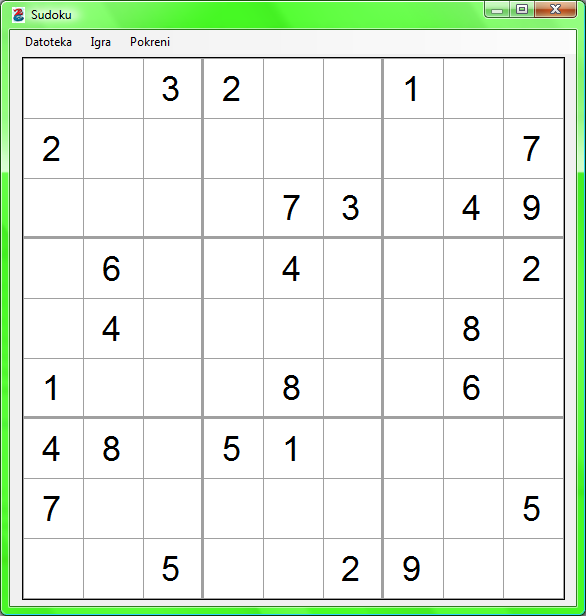 Sudoku
Datoteka Igra Pokreni
3 2 1
2 7
7 3 4 9
6 4 2
4 8
1 8 6
4 8 5 1
7 5
5 2 9